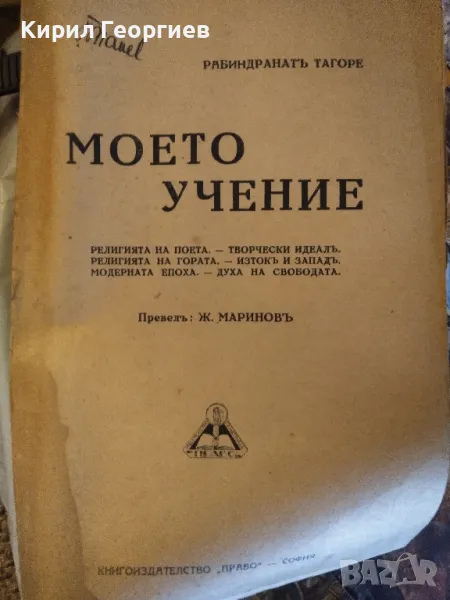 Кирил Георгиев
РАБИНДРАНАТЪ ТАГОРЕ
МОЕТО
УЧЕНИЕ
РЕЛИГИЯТА НА ПОЕТА. — ТВОРЧЕСКИ ИДЕАЛЪ.
РЕЛИГИЯТА НА ГОРАТА. — ИЗТОКЪ И ЗАПАДЪ.
МОДЕРНАТА ЕПОХА. — ДУХА НА СВОБОДАТА.
Превелъ: Ж. МАРИНОВЪ
КНИГОИЗДАТЕЛСТВО „ПРАВО" — СОФИЯ
BAZAR